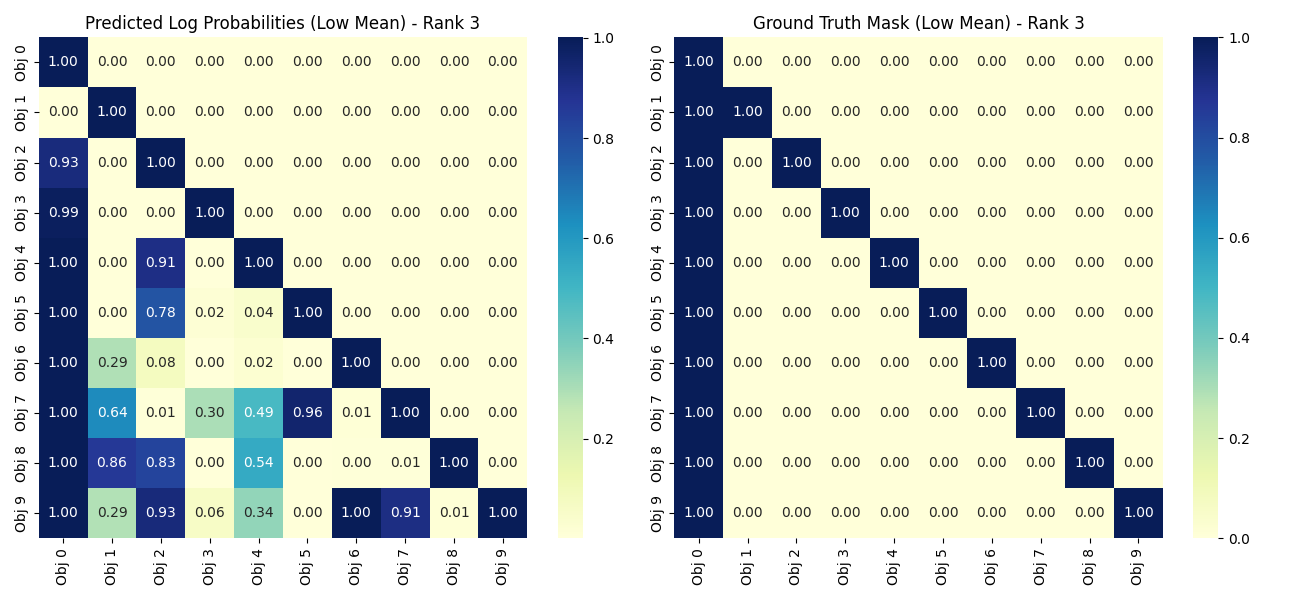 Predicted Log Probabilities (Low Mean) - Rank 3
Obj 0 1.00 0.00 0.00 0.00 0.00 0.00 0.00 0.00 0.00 0.00
Obj 1 0.00 1.00 0.00 0.00 0.00 0.00 0.00 0.00 0.00 0.00
Obj 2 0.93 0.00 1.00 0.00 0.00 0.00 0.00 0.00 0.00 0.00
Obj 3 0.99 0.00 0.00 1.00 0.00 0.00 0.00 0.00 0.00 0.00
Obj 4 1.00 0.00 0.91 0.00 1.00 0.00 0.00 0.00 0.00 0.00
Obj 5 1.00 0.00 0.78 0.02 0.04 1.00 0.00 0.00 0.00 0.00
Obj 6 1.00 0.29 0.08 0.00 0.02 0.00 1.00 0.00 0.00 0.00
Obj 7 1.00 0.64 0.01 0.30 0.49 0.96 0.01 1.00 0.00 0.00
Obj 8 1.00 0.86 0.83 0.00 0.54 0.00 0.00 0.01 1.00 0.00
Obj 9 1.00 0.29 0.93 0.06 0.34 0.00 1.00 0.91 0.01 1.00
Obj 0 Obj 1 Obj 2 Obj 3 Obj 4 Obj 5 Obj 6 Obj 7 Obj 8 Obj 9
1.0
0.8
0.6
0.4
0.2
Ground Truth Mask (Low Mean) - Rank 3
Obj 0 1.00 0.00 0.00 0.00 0.00 0.00 0.00 0.00 0.00 0.00
Obj 1 1.00 1.00 0.00 0.00 0.00 0.00 0.00 0.00 0.00 0.00
Obj 2 1.00 0.00 1.00 0.00 0.00 0.00 0.00 0.00 0.00 0.00
Obj 3 1.00 0.00 0.00 1.00 0.00 0.00 0.00 0.00 0.00 0.00
Obj 4 1.00 0.00 0.00 0.00 1.00 0.00 0.00 0.00 0.00 0.00
Obj 5 1.00 0.00 0.00 0.00 0.00 1.00 0.00 0.00 0.00 0.00
Obj 6 1.00 0.00 0.00 0.00 0.00 0.00 1.00 0.00 0.00 0.00
Obj 7 1.00 0.00 0.00 0.00 0.00 0.00 0.00 1.00 0.00 0.00
Obj 8 1.00 0.00 0.00 0.00 0.00 0.00 0.00 0.00 1.00 0.00
Obj 9 1.00 0.00 0.00 0.00 0.00 0.00 0.00 0.00 0.00 1.00
Obj 0 Obj 1 Obj 2 Obj 3 Obj 4 Obj 5 Obj 6 Obj 7 Obj 8 Obj 9
1.0
0.8
0.6
0.4
0.2
0.0